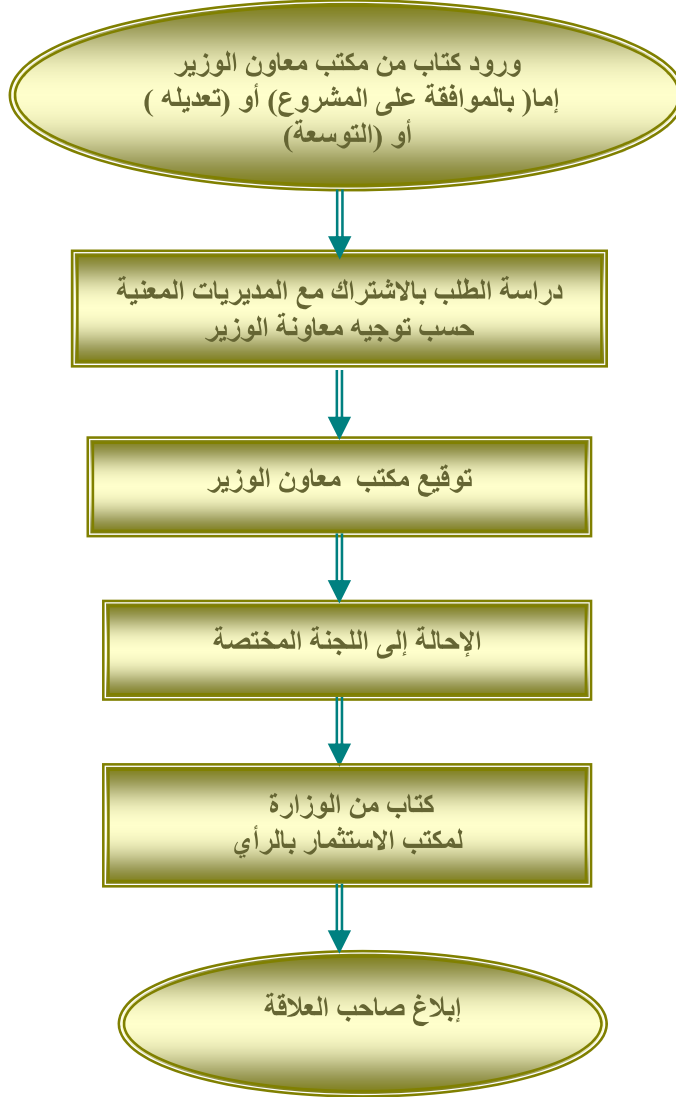 ورود كتاب من مكتب معاون الوزير
إما( بالموافقة على المشروع) أو (تعديله )
أو (التوسعة)
دراسة الطلب بالاشتراك مع المديريات المعنية
حسب توجيه معاونة الوزير
توقيع مكتب معاون الوزير
الإحالة إلى اللجنة المختصة
كتاب من الوزارة
لمكتب الاستثمار بالرأي
إبلاغ صاحب العلاقة